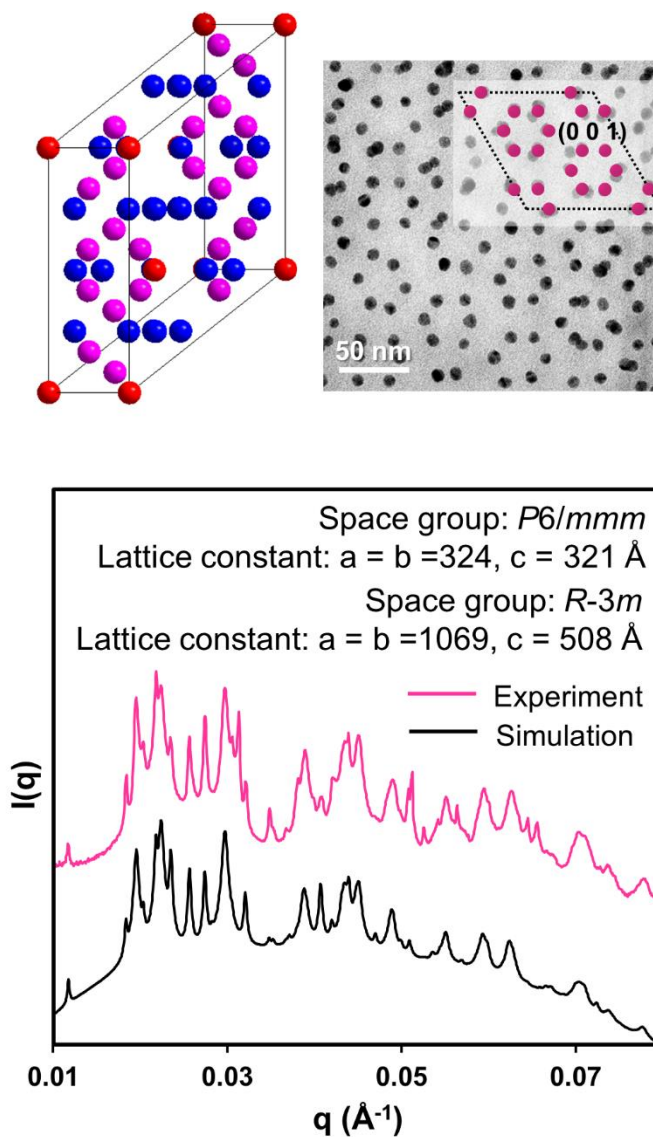 (0 0 1)
50 nm
Space group: P6/mmm
Lattice constant: a = b =324, c = 321 Å
Space group: R-3m
Lattice constant: a = b =1069, c = 508 Å
Experiment
Simulation
I(q)
0.01 0.03 0.05 0.07
q (Å-1)